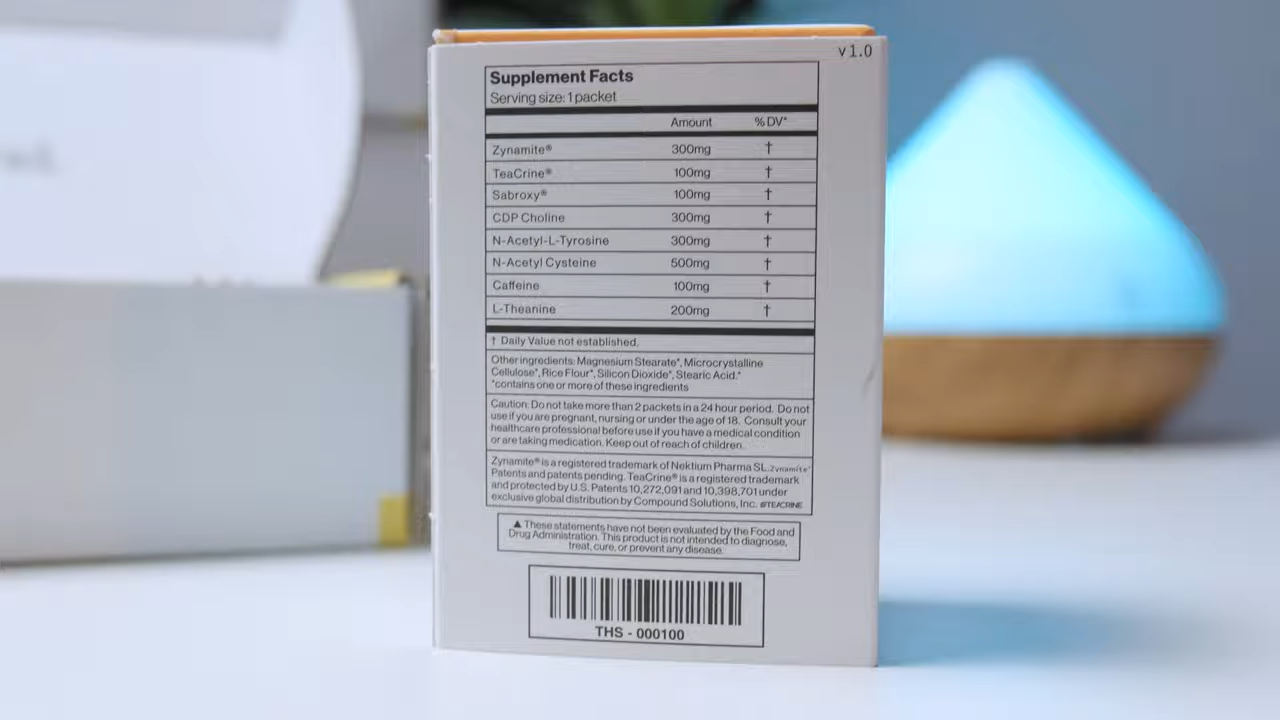 v1.0
Supplement Facts
Serving size: 1 packet
Amount %DV*
Zynamite® 300mg †
TeaCrine® 100mg †
Sabroxy® 100mg †
CDP Choline 300mg †
N-Acetyl-L-Tyrosine 300mg †
N-Acetyl Cysteine 500mg †
Caffeine 100mg †
L-Theanine 200mg †
† Daily Value not established.
Other ingredients: Magnesium Stearate*, Microcrystalline
Cellulose*, Rice Flour*, Silicon Dioxide*, Stearic Acid.*
*contains one or more of these ingredients
Caution: Do not take more than 2 packets in a 24 hour period. Do not
use if you are pregnant, nursing or under the age of 18. Consult your
healthcare professional before use if you have a medical condition
or are taking medication. Keep out of reach of children.
Zynamite® is a registered trademark of Nektium Pharma SL. Zynamite®
Patents and patents pending. TeaCrine® is a registered trademark
and protected by U.S. Patents 10,272,091 and 10,398,701 under
exclusive global distribution by Compound Solutions, Inc. TEACRINE
▲ These statements have not been evaluated by the Food and
Drug Administration. This product is not intended to diagnose,
treat, cure, or prevent any disease.
THS - 000100